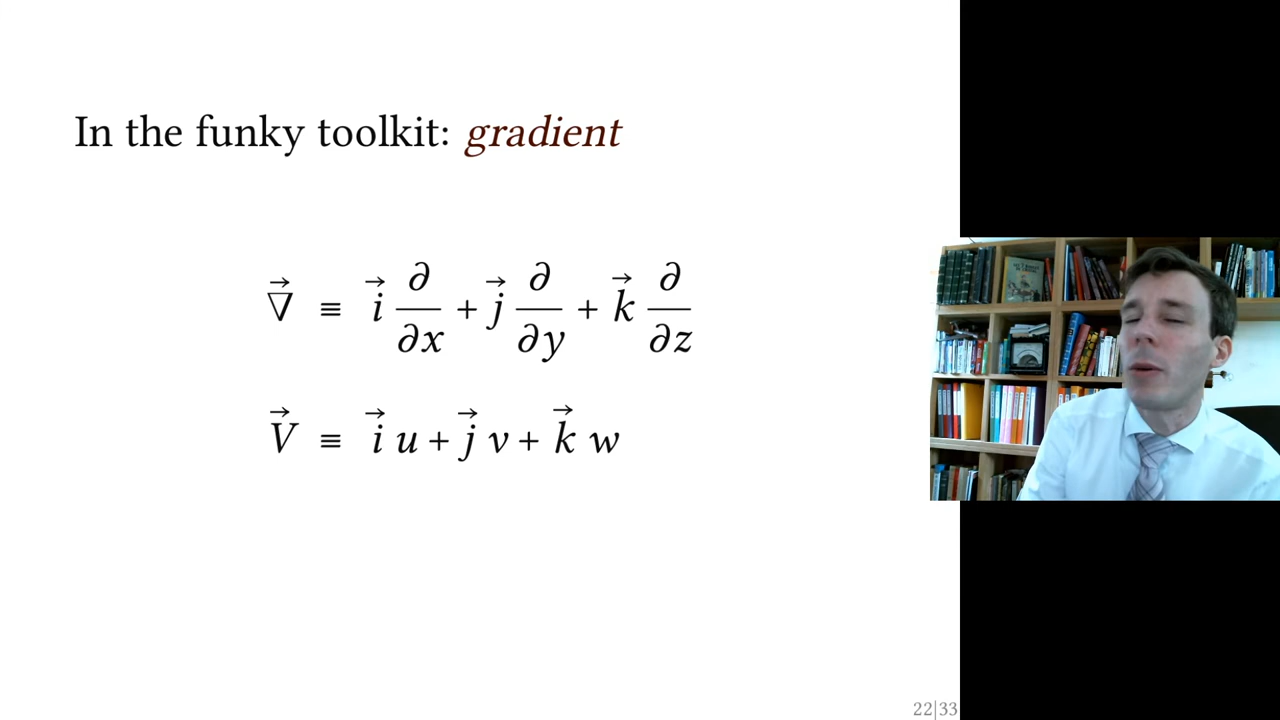 In the funky toolkit: gradient
∇⃗ ≡ i⃗ ∂/∂x + j⃗ ∂/∂y + k⃗ ∂/∂z
V⃗ ≡ i⃗ u + j⃗ v + k⃗ w
22|33